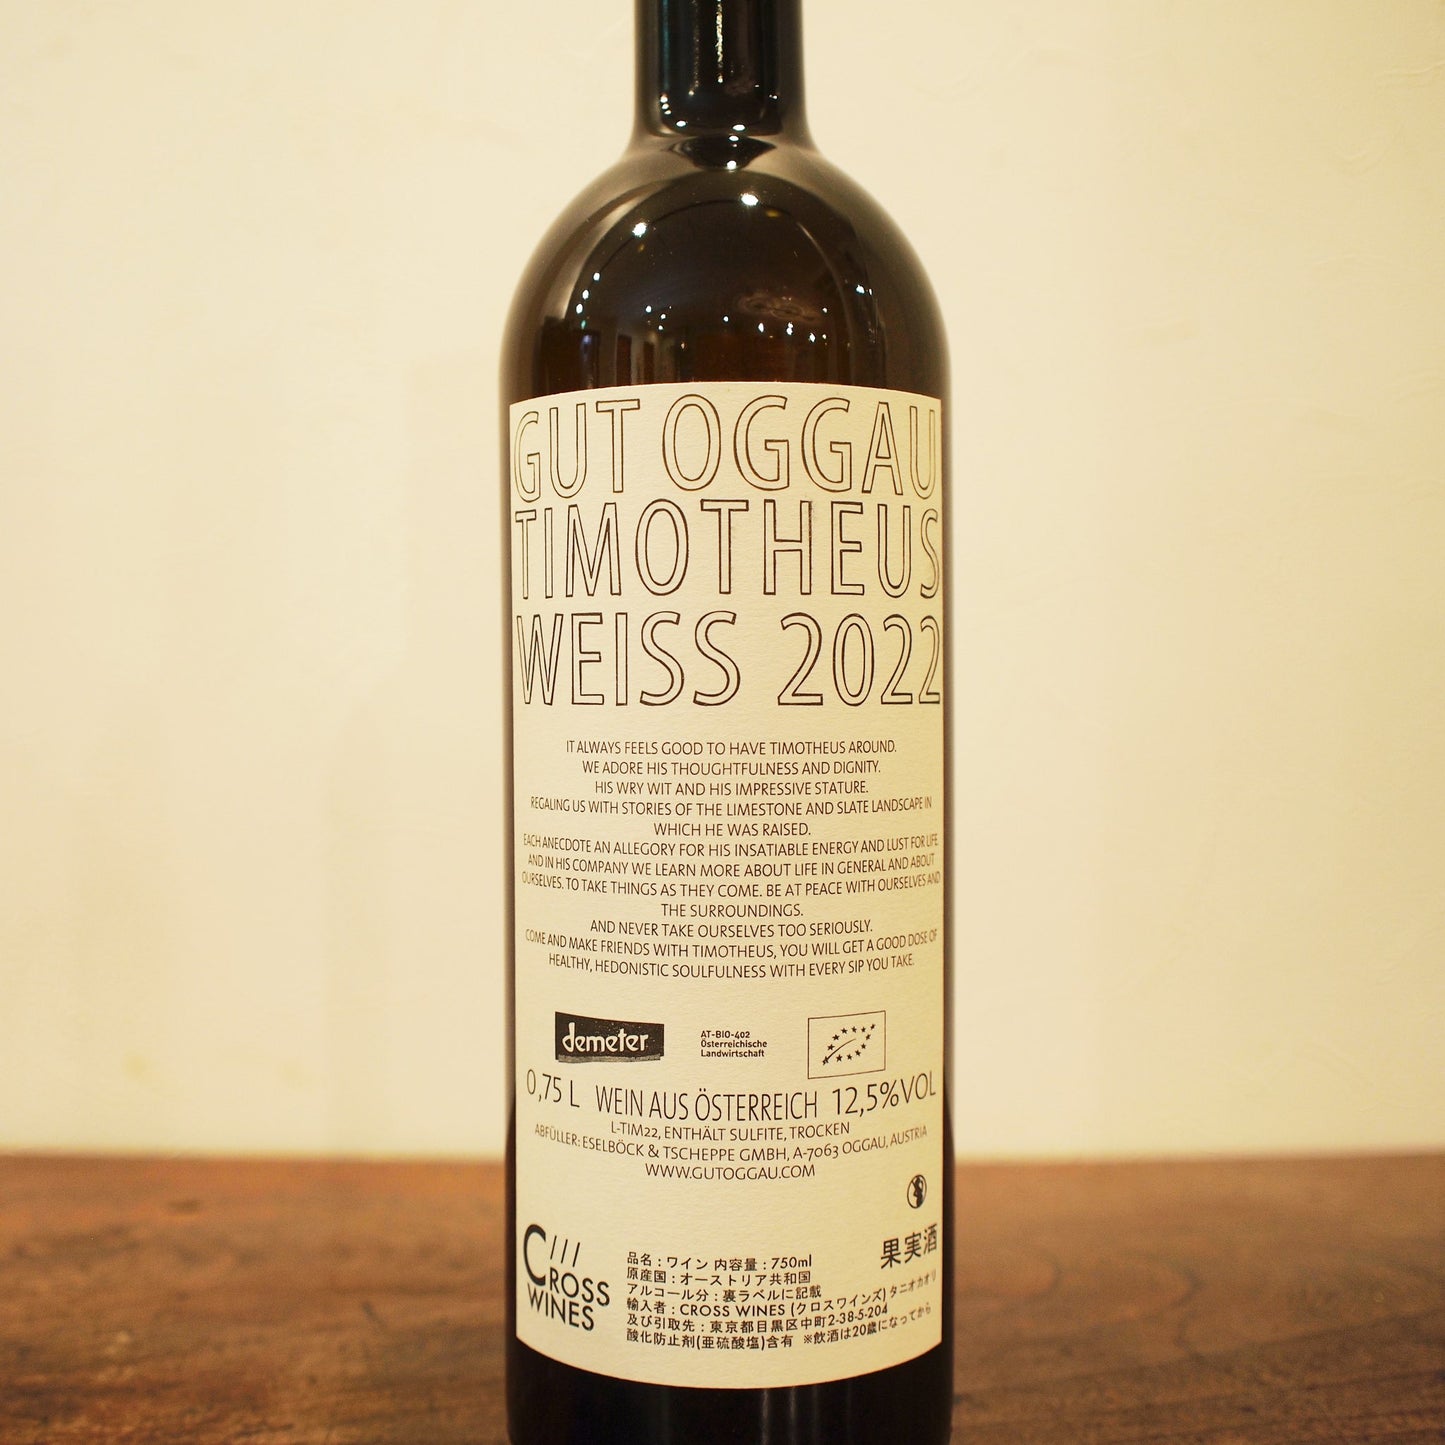 GUT OGGAU
TIMOTHEUS
WEISS 2022
IT ALWAYS FEELS GOOD TO HAVE TIMOTHEUS AROUND.
WE ADORE HIS THOUGHTFULNESS AND DIGNITY.
HIS WRY WIT AND HIS IMPRESSIVE STATURE.
REGALING US WITH STORIES OF THE LIMESTONE AND SLATE LANDSCAPE IN
WHICH HE WAS RAISED.
EACH ANECDOTE AN ALLEGORY FOR HIS INSATIABLE ENERGY AND LUST FOR LIFE.
AND IN HIS COMPANY WE LEARN MORE ABOUT LIFE IN GENERAL AND ABOUT
OURSELVES. TO TAKE THINGS AS THEY COME. BE AT PEACE WITH OURSELVES AND
THE SURROUNDINGS.
AND NEVER TAKE OURSELVES TOO SERIOUSLY.
COME AND MAKE FRIENDS WITH TIMOTHEUS, YOU WILL GET A GOOD DOSE OF
HEALTHY, HEDONISTIC SOULFULNESS WITH EVERY SIP YOU TAKE.
demeter
AT-BIO-402
Österreichische
Landwirtschaft
0,75 L WEIN AUS ÖSTERREICH 12,5%VOL
L-TIM22, ENTHÄLT SULFITE, TROCKEN
ABFÜLLER: ESELBÖCK & TSCHEPPE GMBH, A-7063 OGGAU, AUSTRIA
WWW.GUTOGGAU.COM
CROSS
WINES
果実酒
品名：ワイン 内容量：750ml
原産国：オーストリア共和国
アルコール分：裏ラベルに記載
輸入者：CROSS WINES (クロスワインズ) タニオカオリ
及び引取先：東京都目黒区中町2-38-5-204
酸化防止剤(亜硫酸塩)含有 ※飲酒は20歳になってから